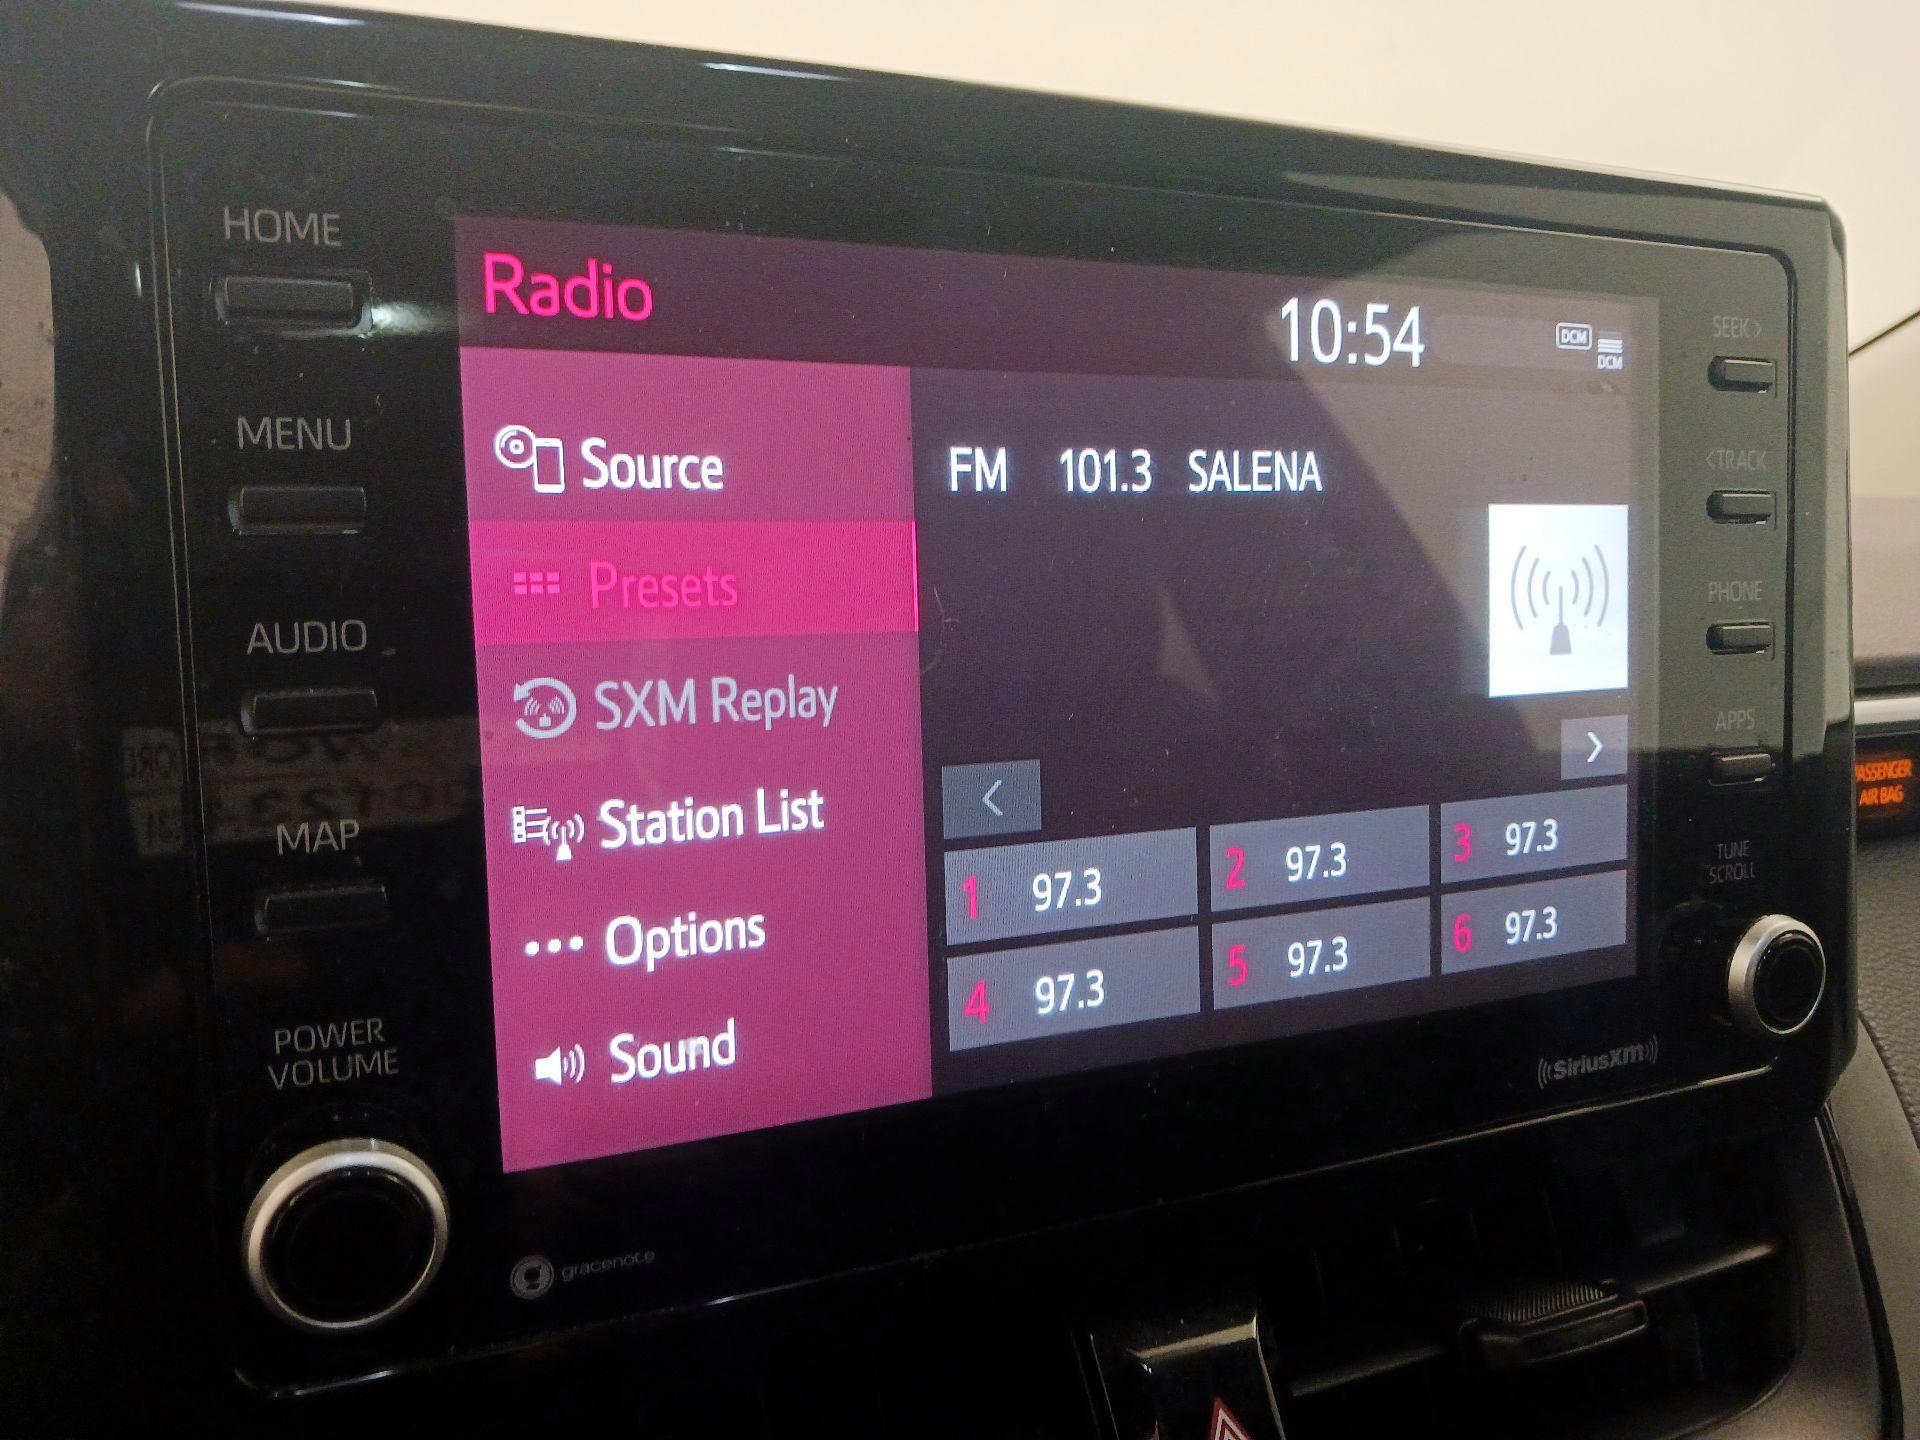 HOME
MENU
AUDIO
MAP
POWER
VOLUME
Radio
10:54
DCM
DCM
Source
Presets
SXM Replay
Station List
Options
Sound
FM 101.3 SALENA
<
>
1 97.3
2 97.3
3 97.3
4 97.3
5 97.3
6 97.3
SEEK >
< TRACK
PHONE
APPS
TUNE
SCROLL
((SiriusXM))
g gracenote
PASSENGER
AIR BAG